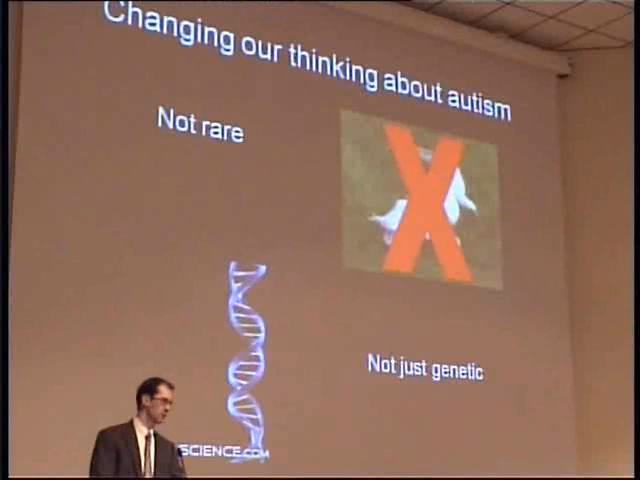 Changing our thinking about autism
Not rare
Not just genetic
SCIENCE.COM